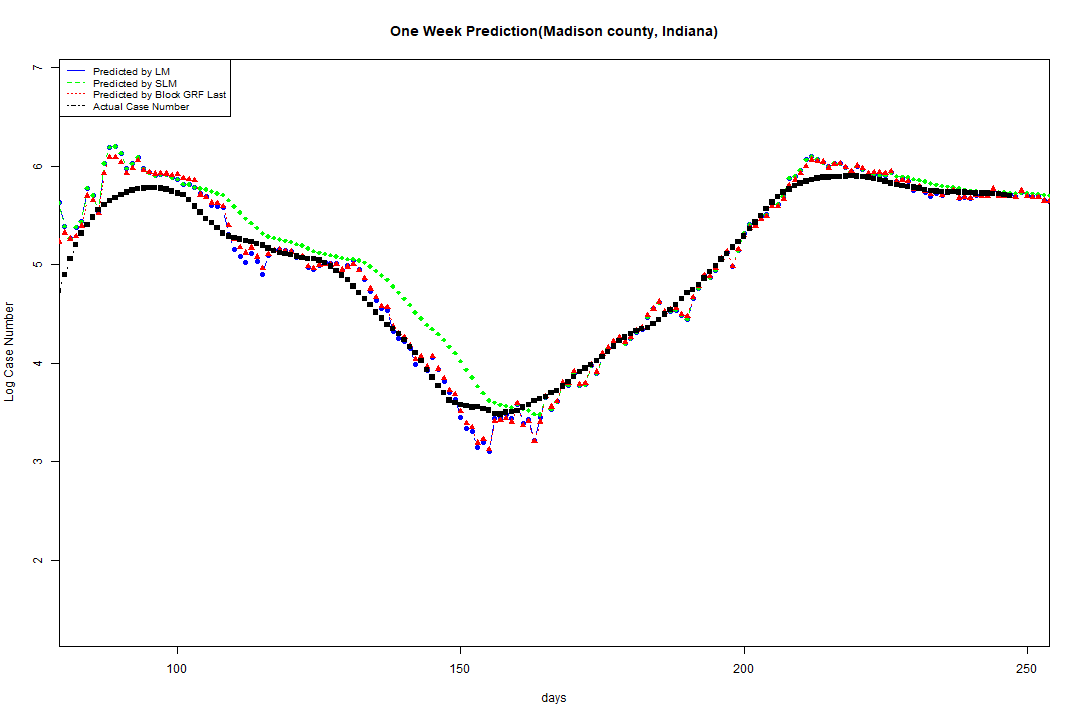 One Week Prediction(Madison county, Indiana)
Predicted by LM
Predicted by SLM
Predicted by Block GRF Last
Actual Case Number
7
6
5
4
3
2
Log Case Number
100 150 200 250
days